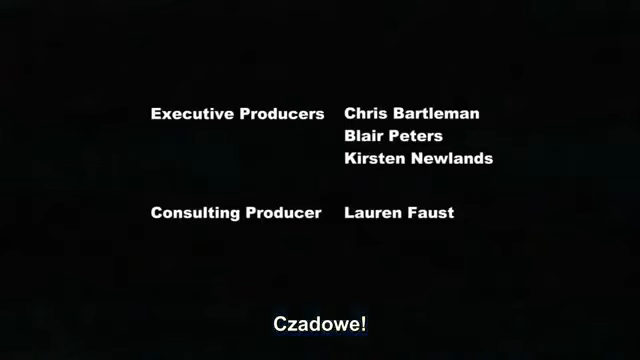 Executive Producers Chris Bartleman
Blair Peters
Kirsten Newlands
Consulting Producer Lauren Faust
Czadowe!